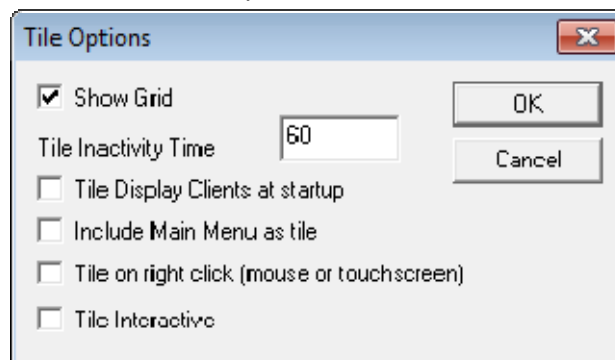 Tile Options
Show Grid
OK
Tile Inactivity Time 60
Cancel
Tile Display Clients at startup
Include Main Menu as tile
Tile on right click (mouse or touchscreen)
Tile Interactive